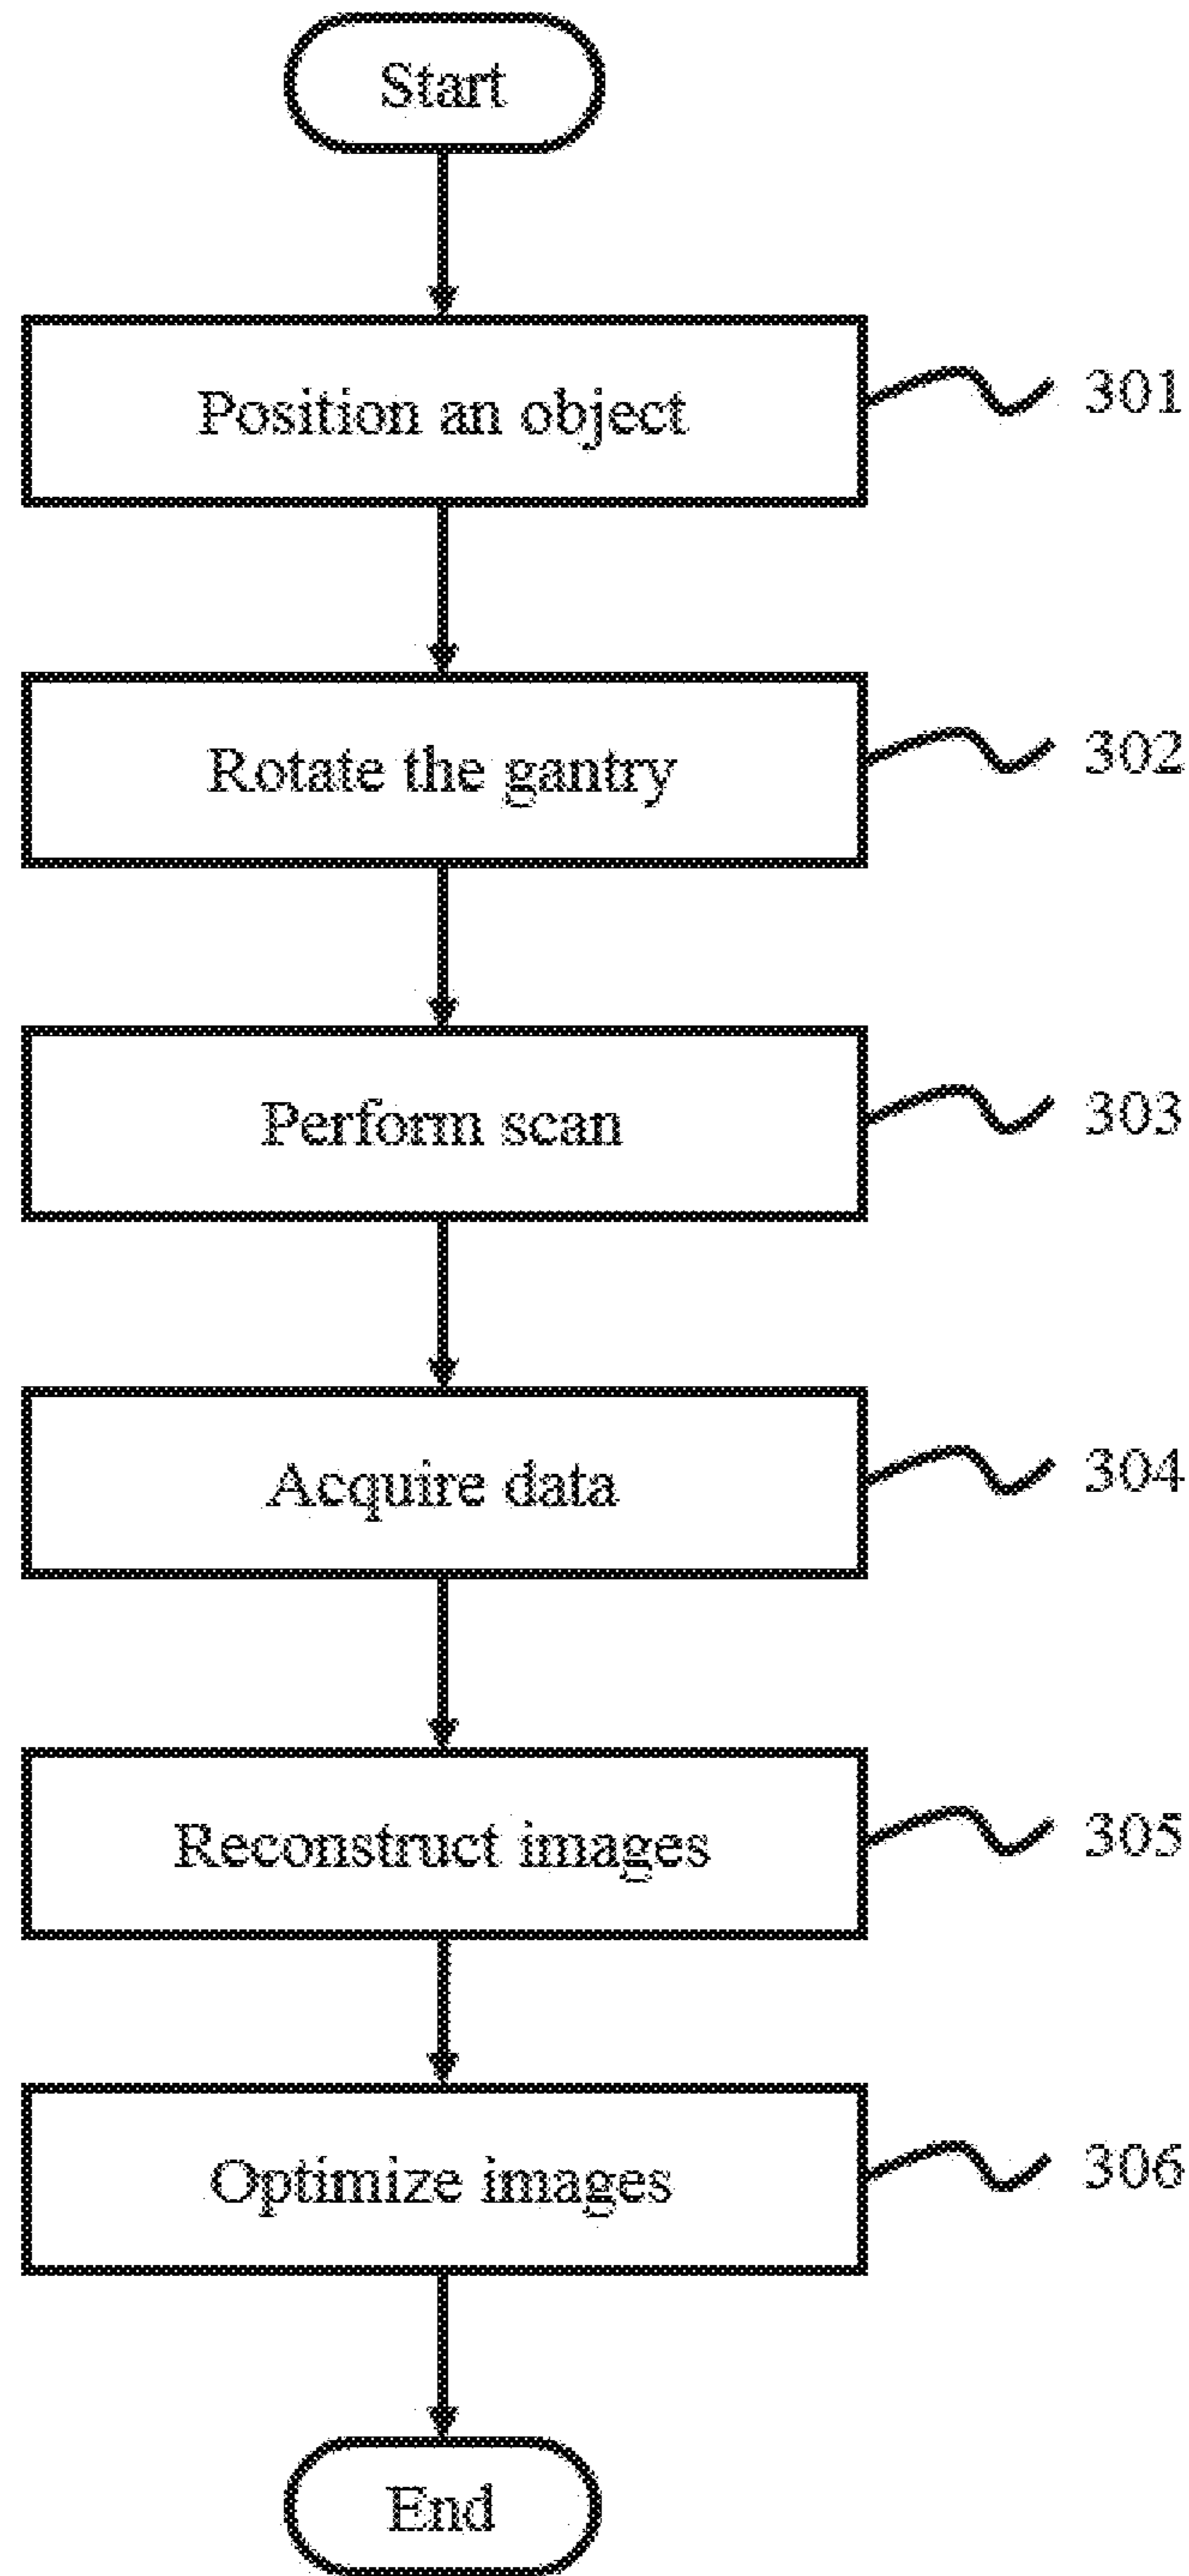 Start
Position an object
301
Rotate the gantry
302
Perform scan
303
Acquire data
304
Reconstruct images
305
Optimize images
306
End